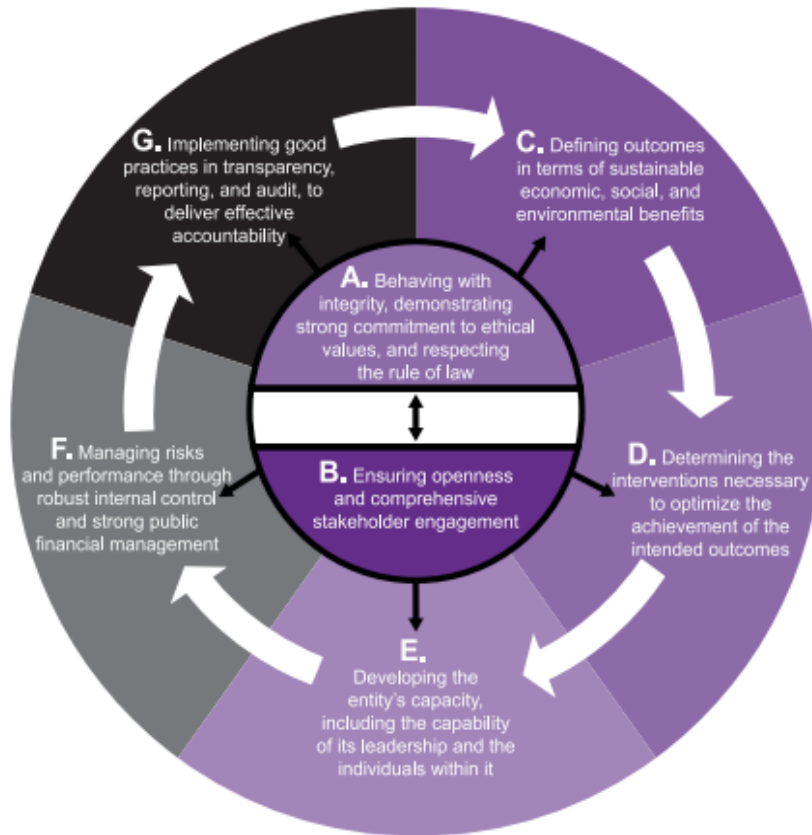 A. Behaving with
integrity, demonstrating
strong commitment to ethical
values, and respecting
the rule of law
B. Ensuring openness
and comprehensive
stakeholder engagement
C. Defining outcomes
in terms of sustainable
economic, social, and
environmental benefits
D. Determining the
interventions necessary
to optimize the
achievement of the
intended outcomes
E.
Developing the
entity's capacity,
including the capability
of its leadership and the
individuals within it
F. Managing risks
and performance through
robust internal control
and strong public
financial management
G. Implementing good
practices in transparency,
reporting, and audit, to
deliver effective
accountability